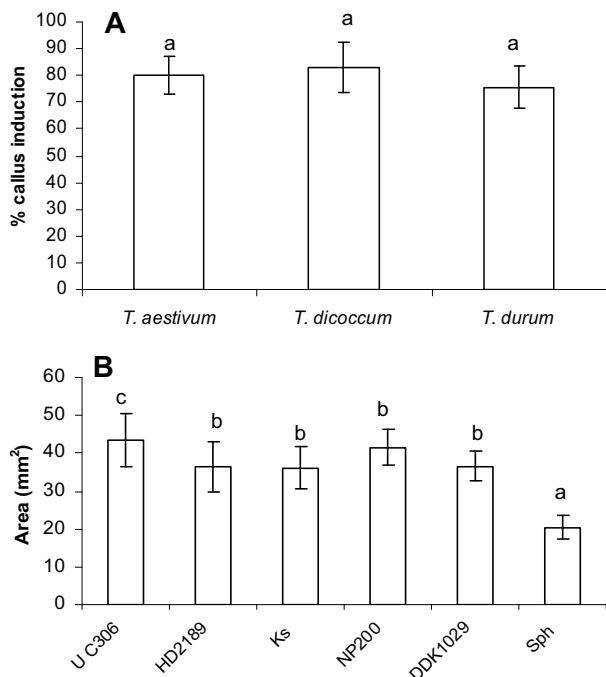 A
% callus induction
100
90
80
70
60
50
40
30
20
10
0
a
a
a
T. aestivum
T. dicoccum
T. durum
B
Area (mm²)
60
50
40
30
20
10
0
c
b
b
b
b
a
U C306
HD2189
Ks
NP200
DDK1029
Sph